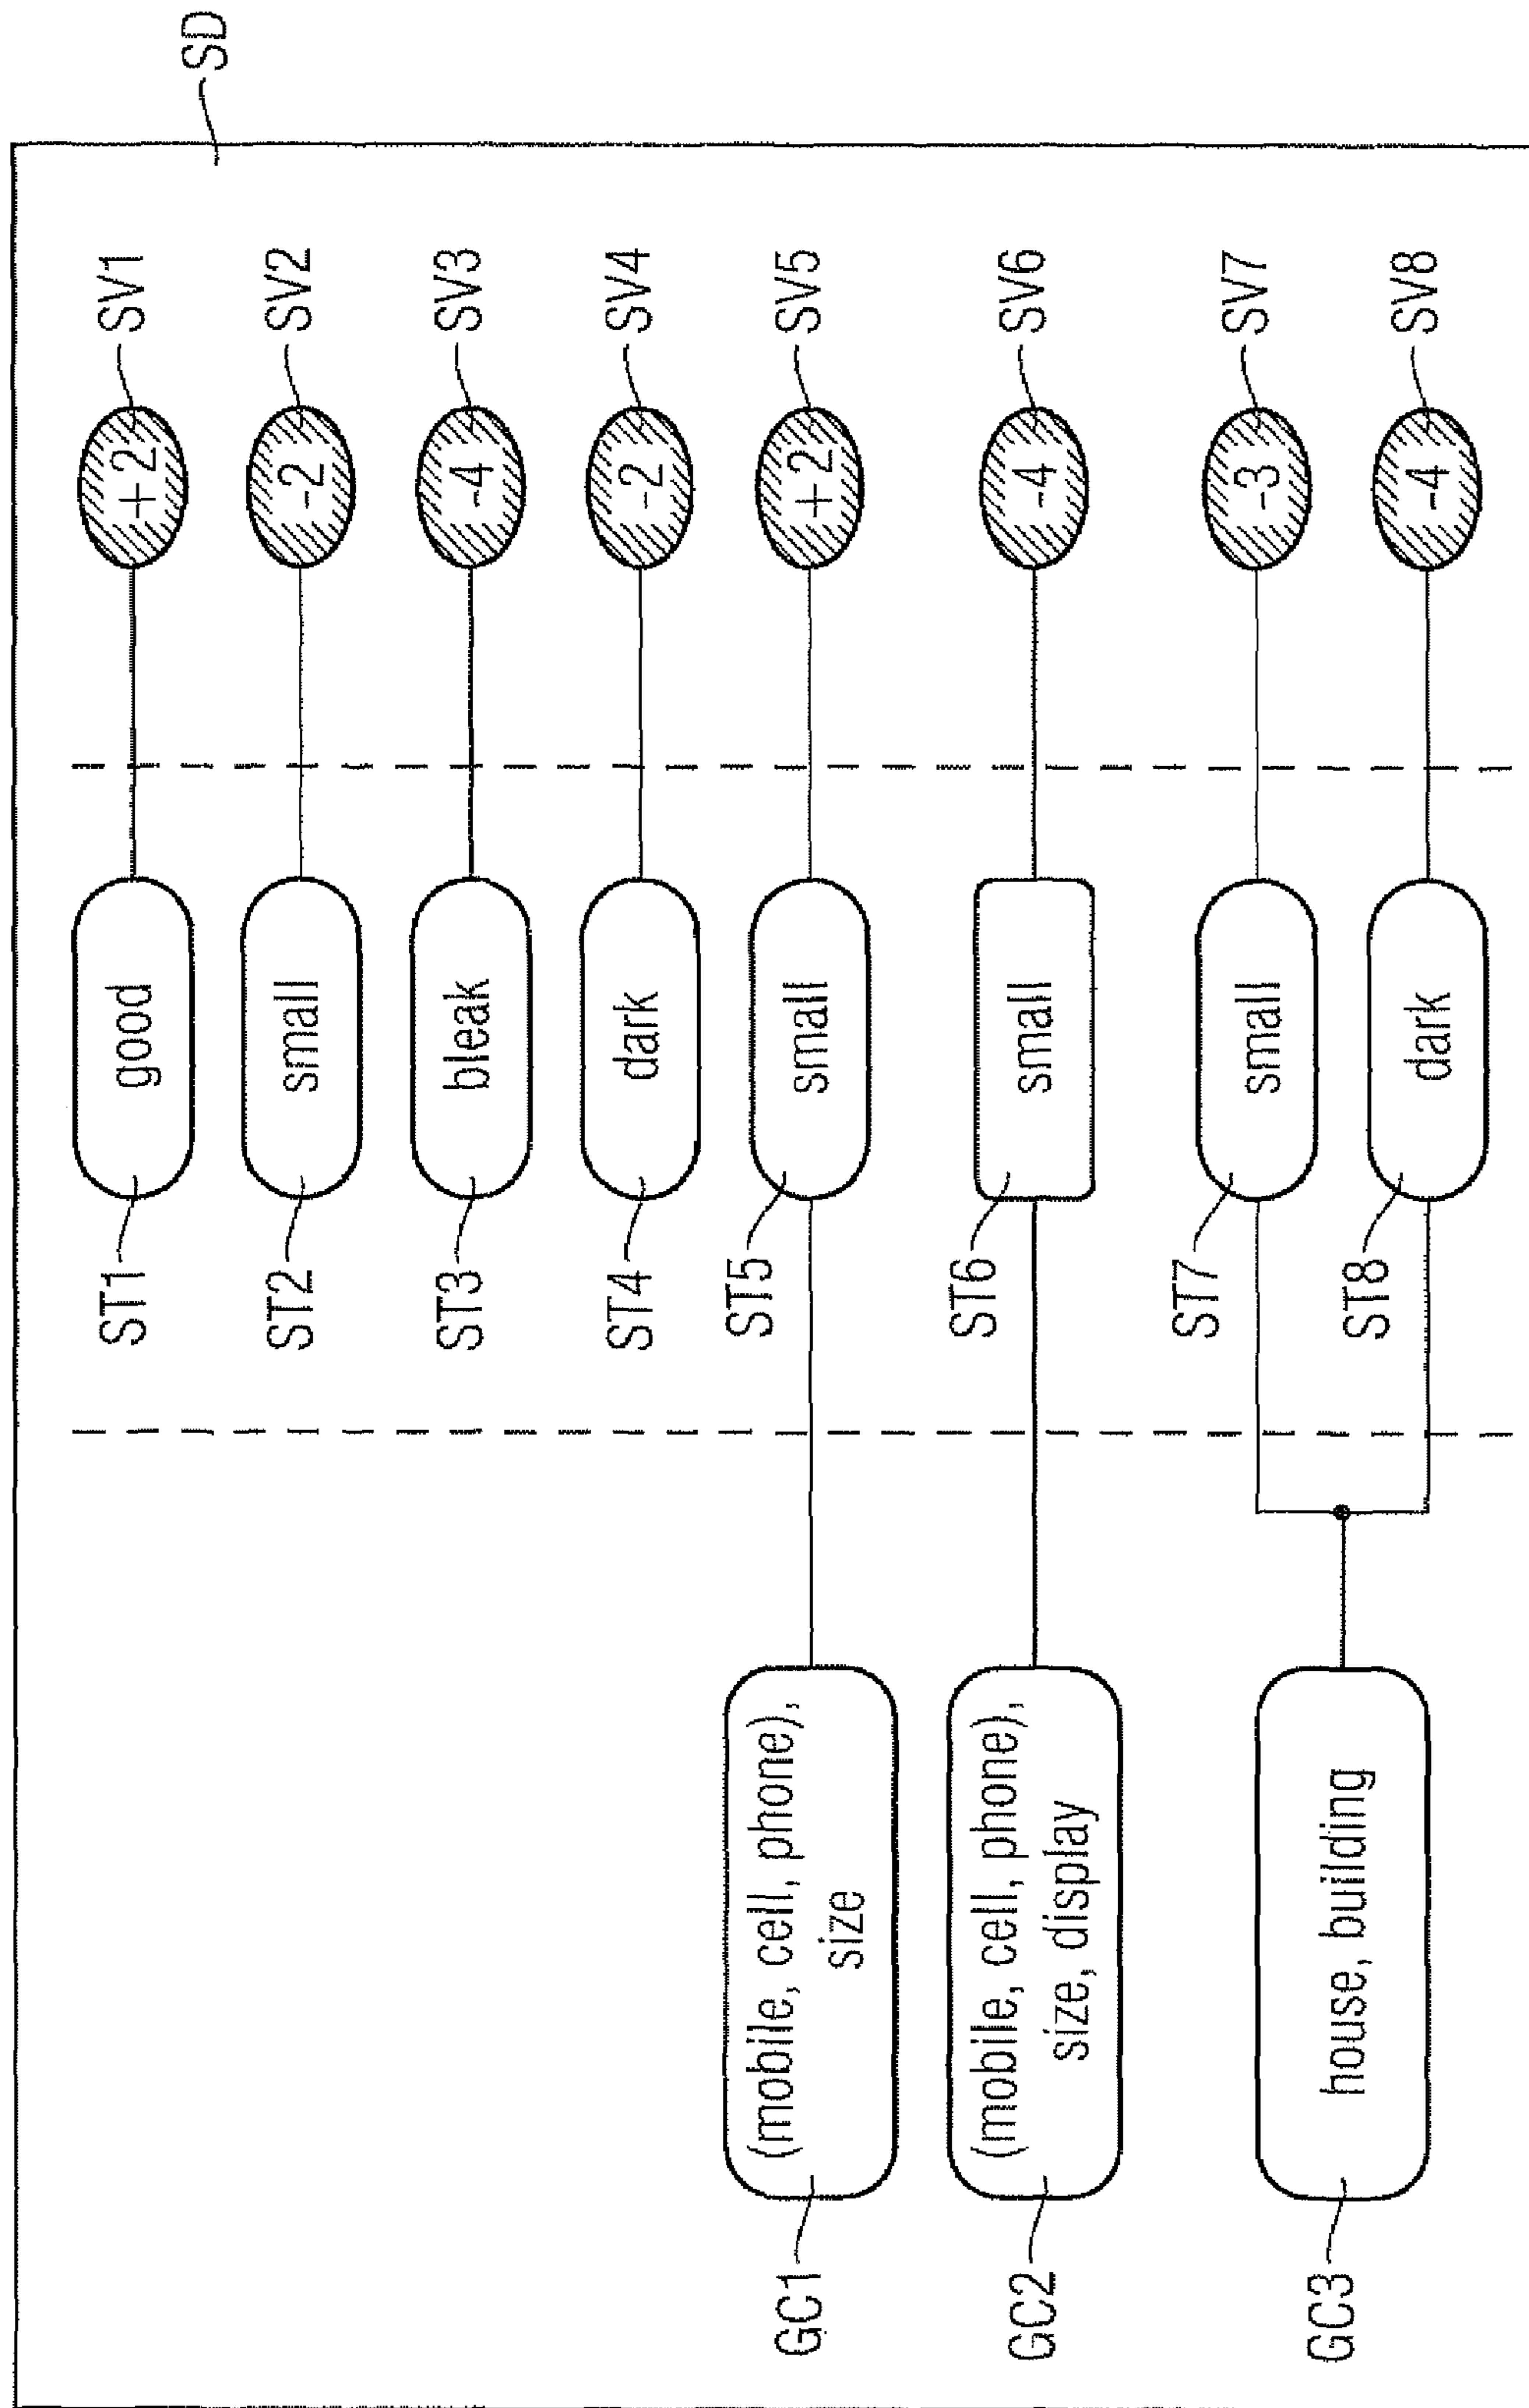 SD
ST1
good
+2
SV1
ST2
small
-2
SV2
ST3
bleak
-4
SV3
ST4
dark
-2
SV4
GC1
(mobile, cell, phone),
size
ST5
small
+2
SV5
GC2
(mobile, cell, phone),
size, display
ST6
small
-4
SV6
GC3
house, building
ST7
small
-3
SV7
ST8
dark
-4
SV8